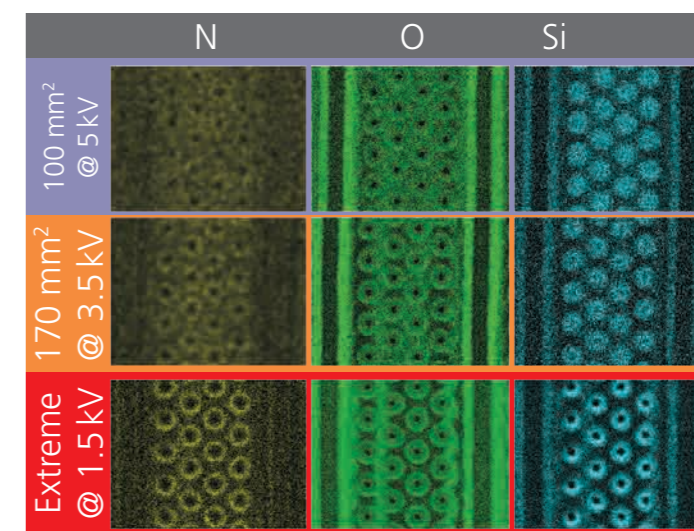 N O Si
100 mm²
@ 5 kV
170 mm²
@ 3.5 kV
Extreme
@ 1.5 kV